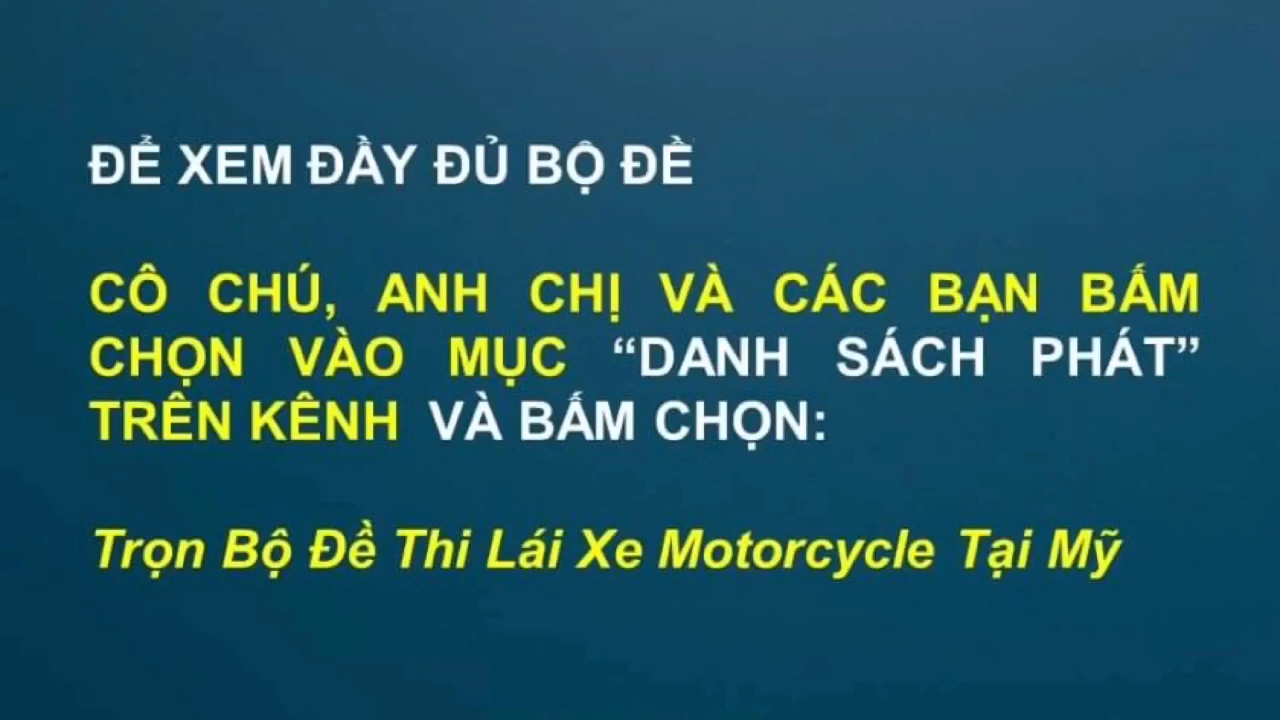 ĐỂ XEM ĐẦY ĐỦ BỘ ĐỀ
CÔ CHÚ, ANH CHỊ VÀ CÁC BẠN BẤM
CHỌN VÀO MỤC “DANH SÁCH PHÁT”
TRÊN KÊNH VÀ BẤM CHỌN:
Trọn Bộ Đề Thi Lái Xe Motorcycle Tại Mỹ